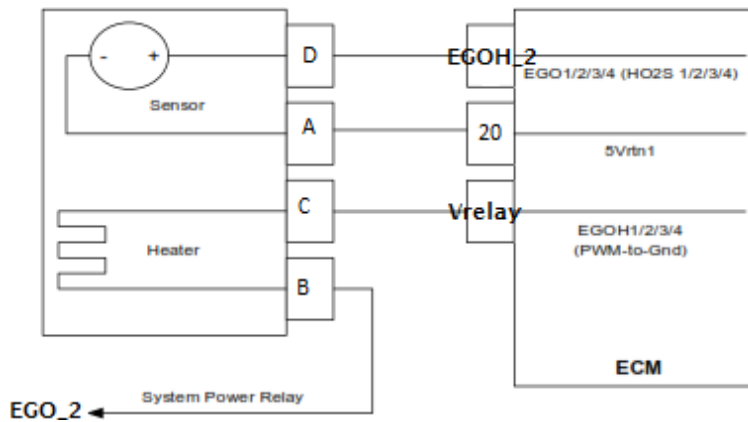 - +
D
EGOH_2
EGO1/2/3/4 (HO2S 1/2/3/4)
Sensor
A
20
5Vrtn1
C
Vrelay
EGOH1/2/3/4
(PWM-to-Gnd)
Heater
B
ECM
System Power Relay
EGO_2